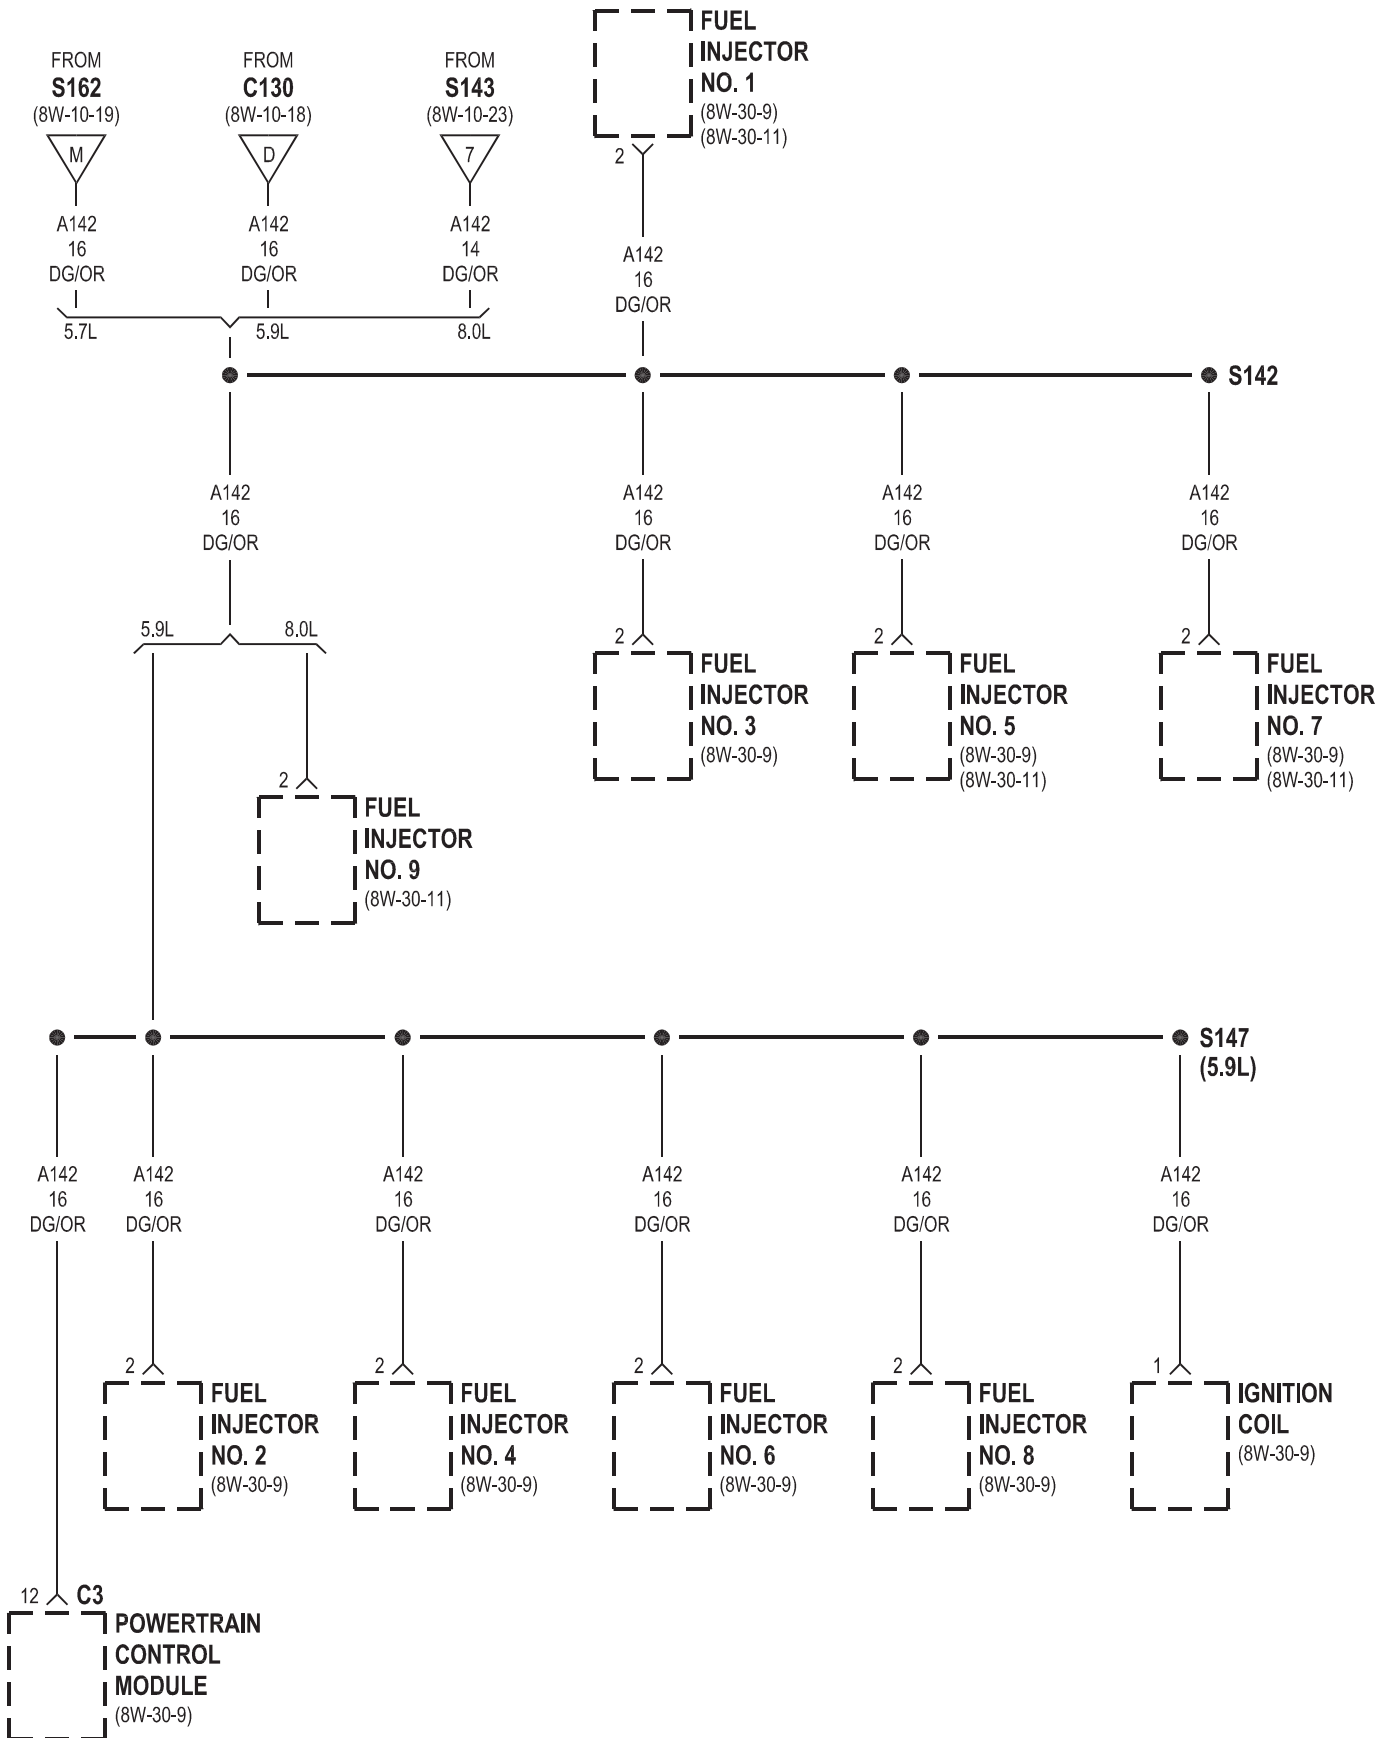 FROM
S162
(8W-10-19)
M
A142
16
DG/OR
5.7L
FROM
C130
(8W-10-18)
D
A142
16
DG/OR
5.9L
FROM
S143
(8W-10-23)
7
A142
14
DG/OR
8.0L
FUEL
INJECTOR
NO. 1
(8W-30-9)
(8W-30-11)
2
A142
16
DG/OR
S142
A142
16
DG/OR
5.9L
8.0L
2
FUEL
INJECTOR
NO. 9
(8W-30-11)
A142
16
DG/OR
2
FUEL
INJECTOR
NO. 3
(8W-30-9)
A142
16
DG/OR
2
FUEL
INJECTOR
NO. 5
(8W-30-9)
(8W-30-11)
A142
16
DG/OR
2
FUEL
INJECTOR
NO. 7
(8W-30-9)
(8W-30-11)
S147
(5.9L)
A142
16
DG/OR
12
C3
POWERTRAIN
CONTROL
MODULE
(8W-30-9)
A142
16
DG/OR
2
FUEL
INJECTOR
NO. 2
(8W-30-9)
A142
16
DG/OR
2
FUEL
INJECTOR
NO. 4
(8W-30-9)
A142
16
DG/OR
2
FUEL
INJECTOR
NO. 6
(8W-30-9)
A142
16
DG/OR
2
FUEL
INJECTOR
NO. 8
(8W-30-9)
A142
16
DG/OR
1
IGNITION
COIL
(8W-30-9)